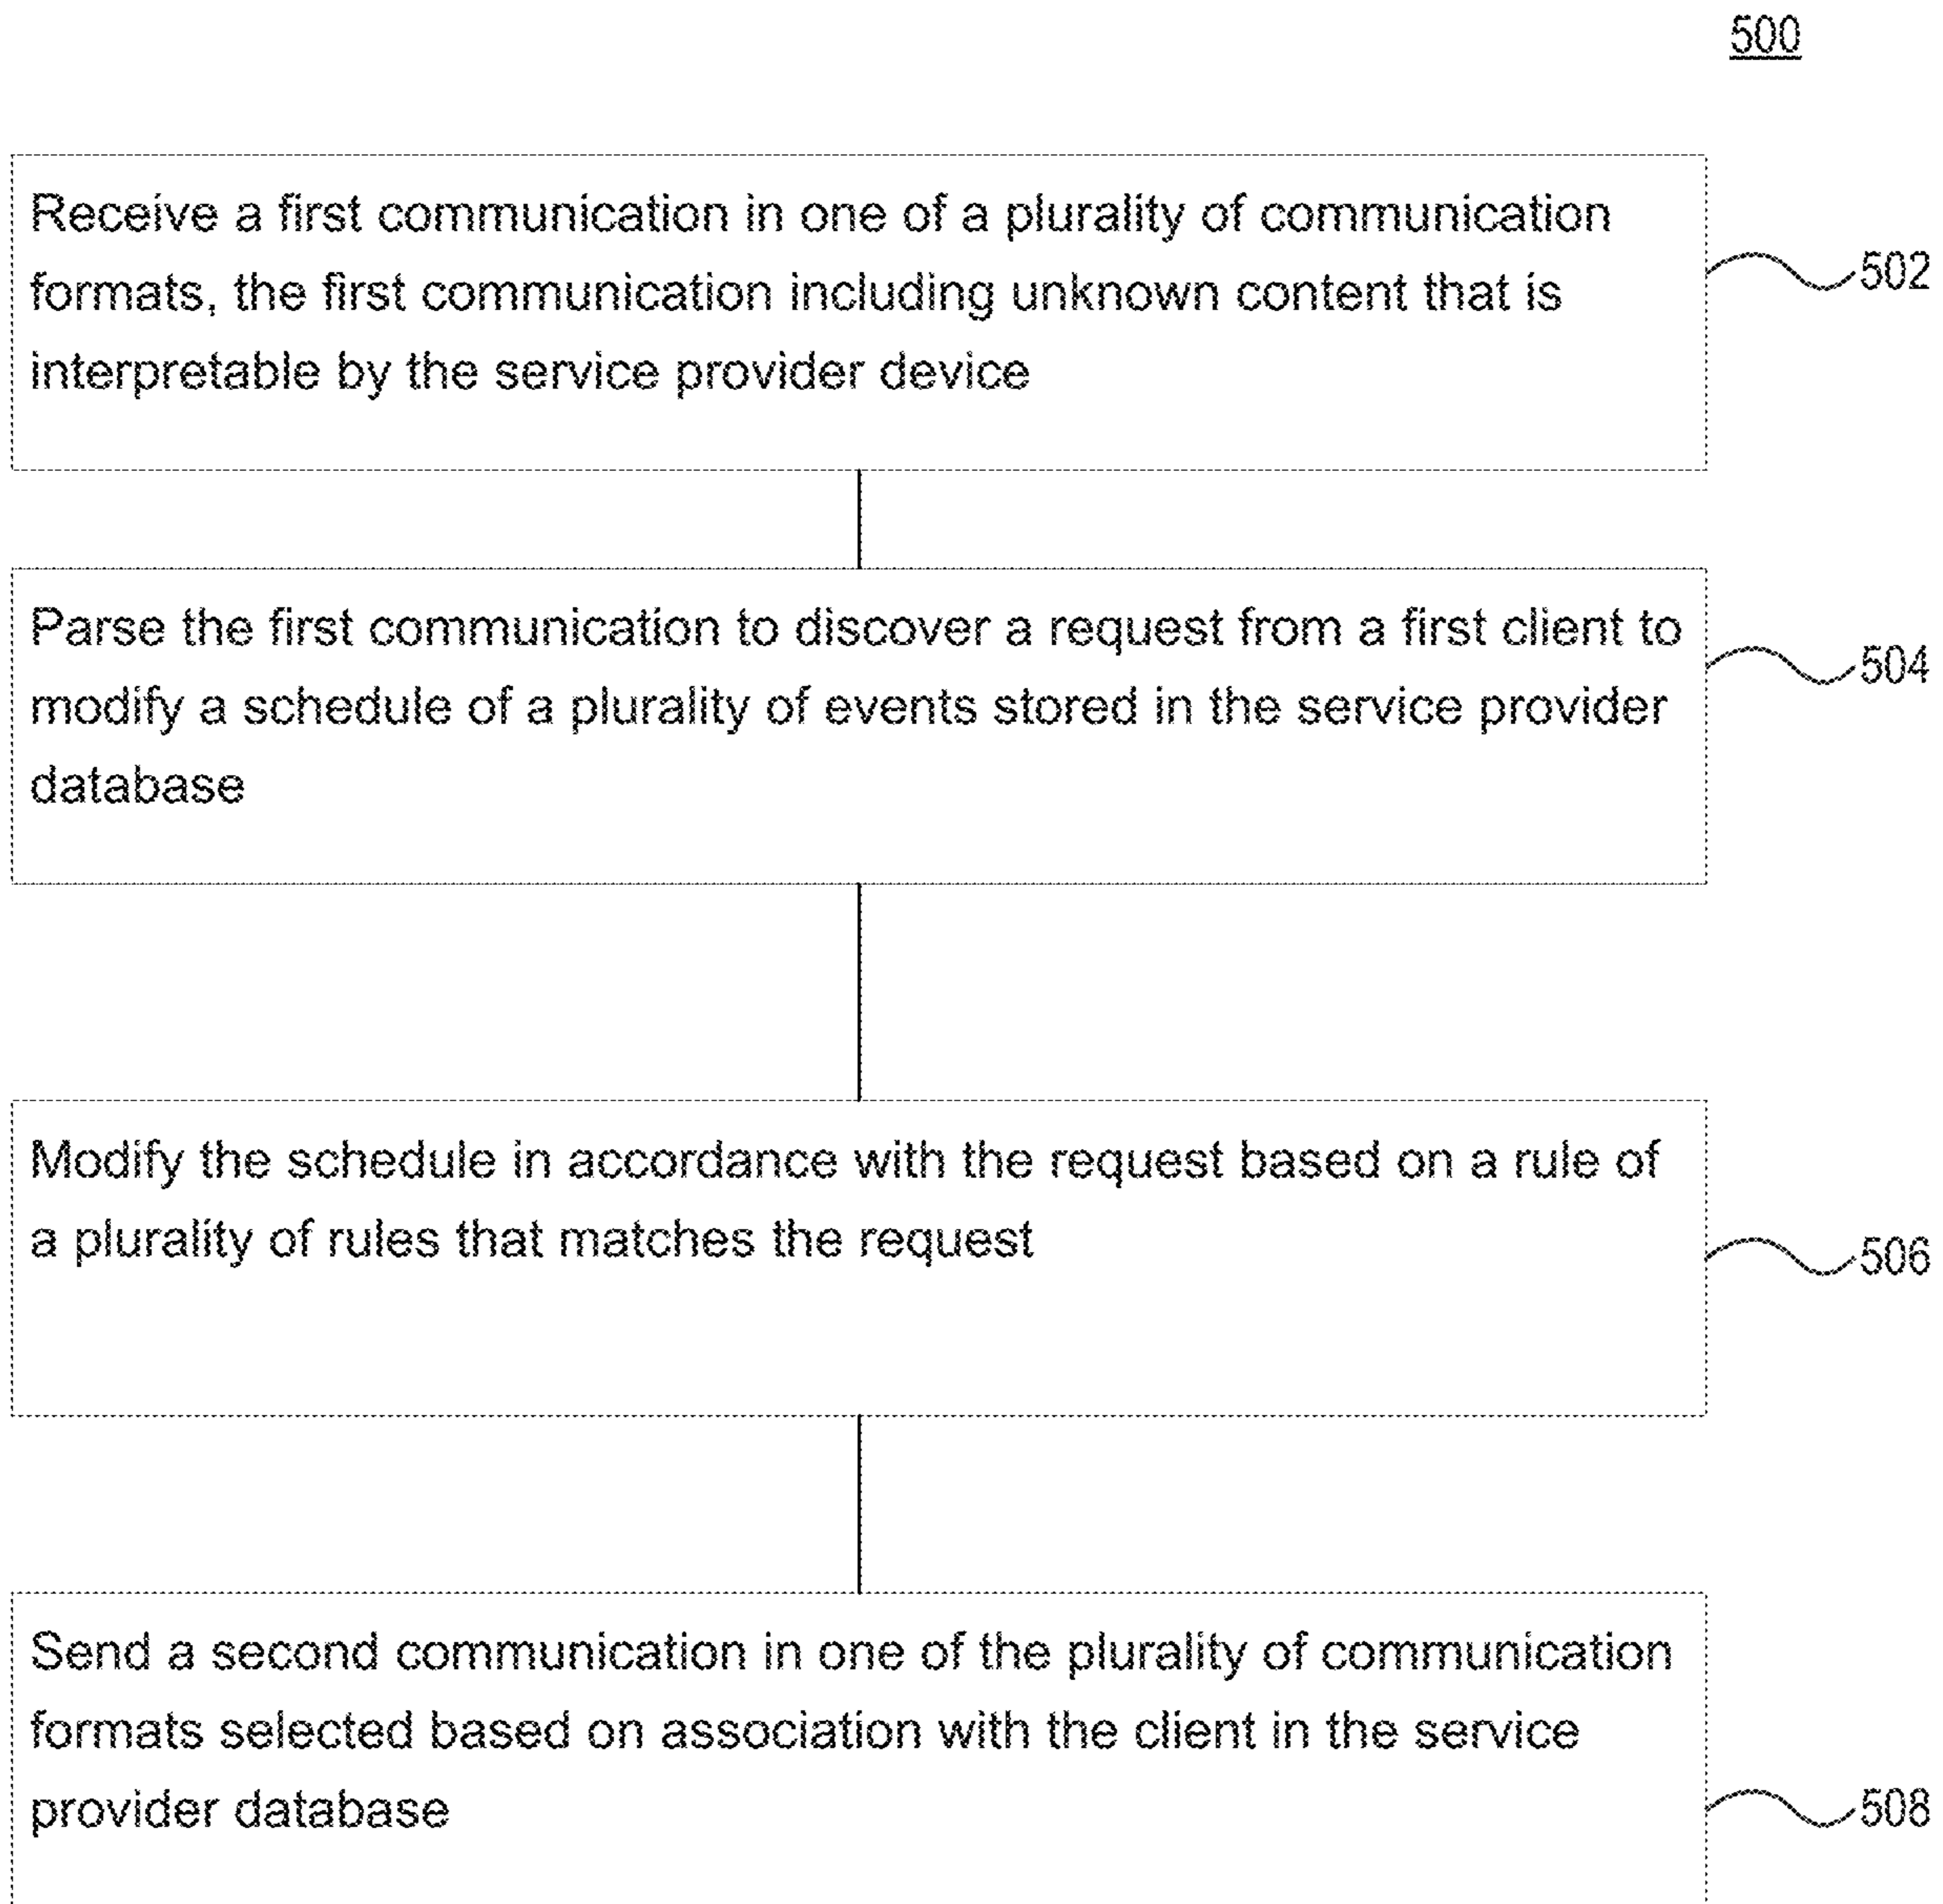 500
Receive a first communication in one of a plurality of communication
formats, the first communication including unknown content that is
interpretable by the service provider device
502
Parse the first communication to discover a request from a first client to
modify a schedule of a plurality of events stored in the service provider
database
504
Modify the schedule in accordance with the request based on a rule of
a plurality of rules that matches the request
506
Send a second communication in one of the plurality of communication
formats selected based on association with the client in the service
provider database
508